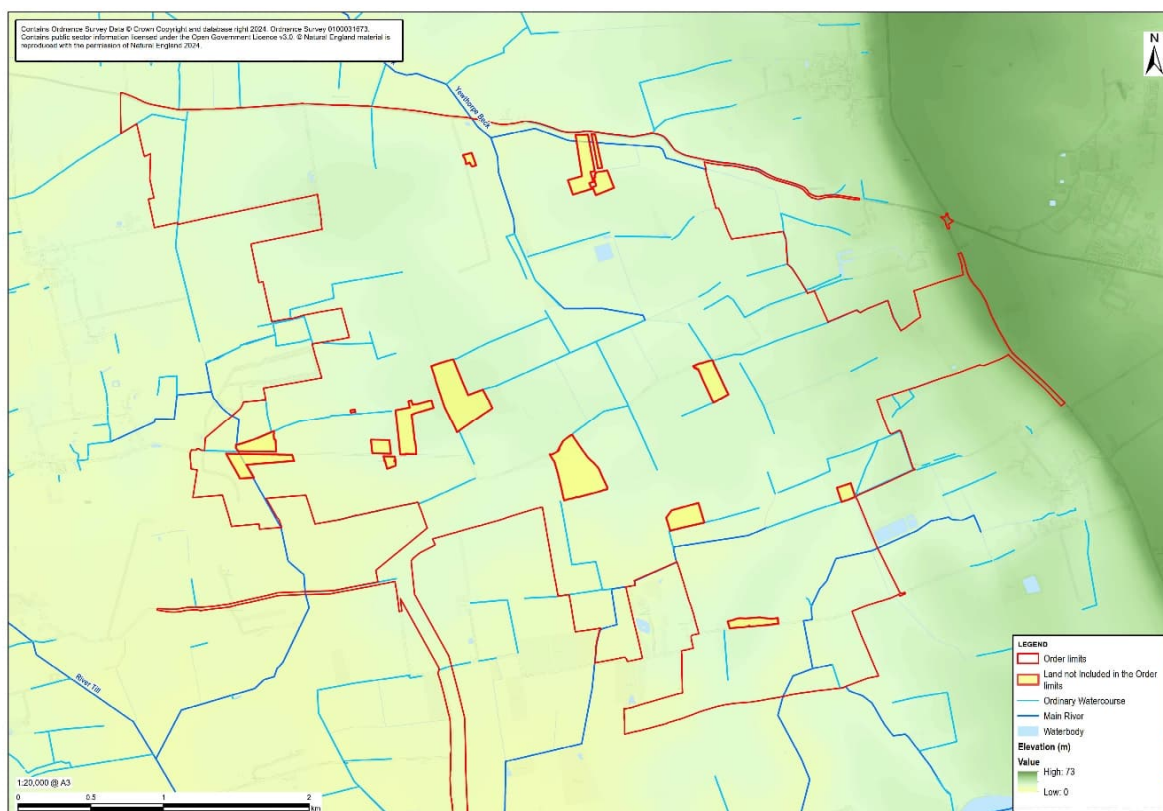 Contains Ordnance Survey Data © Crown Copyright and database right 2024. Ordnance Survey 0100031673.
Contains public sector information licensed under the Open Government Licence v3.0. © Natural England material is
reproduced with the permission of Natural England 2024.
N
Yewthorpe Beck
River Till
LEGEND
Order limits
Land not Included in the Order
limits
Ordinary Watercourse
Main River
Waterbody
Elevation (m)
Value
High: 73
Low: 0
1:20,000 @ A3
0 0.5 1 2
km